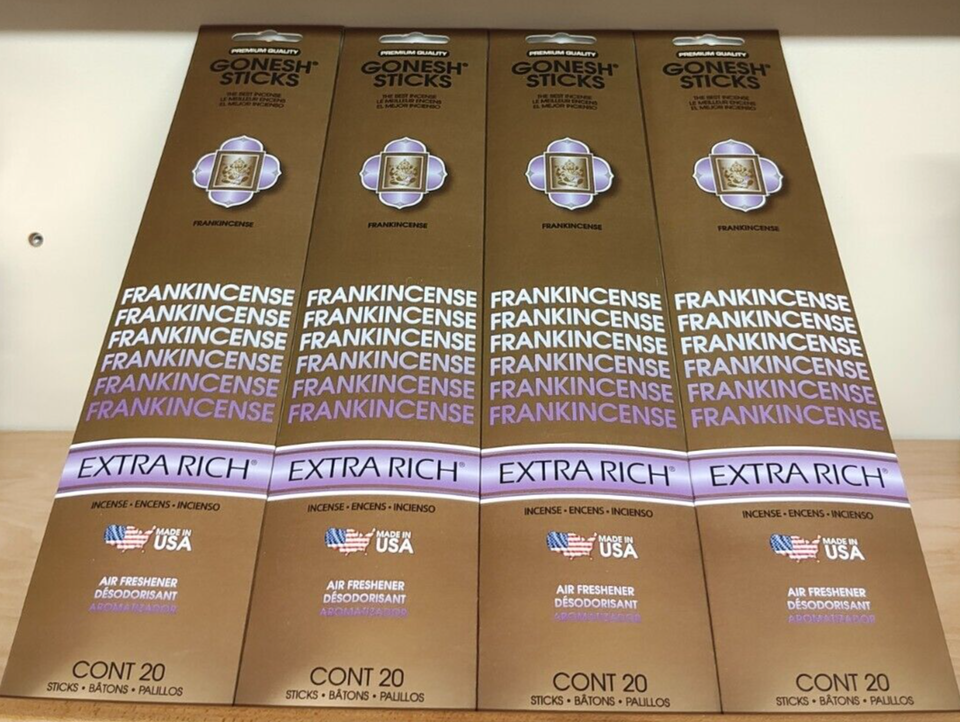 PREMIUM QUALITY
GONESH®
STICKS
THE BEST INCENSE
LE MEILLEUR ENCENS
EL MEJOR INCIENSO
FRANKINCENSE
FRANKINCENSE
FRANKINCENSE
FRANKINCENSE
FRANKINCENSE
FRANKINCENSE
FRANKINCENSE
EXTRA RICH®
INCENSE • ENCENS • INCIENSO
MADE IN
USA
AIR FRESHENER
DÉSODORISANT
AROMATIZADOR
CONT 20
STICKS • BÂTONS • PALILLOS
PREMIUM QUALITY
GONESH®
STICKS
THE BEST INCENSE
LE MEILLEUR ENCENS
EL MEJOR INCIENSO
FRANKINCENSE
FRANKINCENSE
FRANKINCENSE
FRANKINCENSE
FRANKINCENSE
FRANKINCENSE
FRANKINCENSE
EXTRA RICH®
INCENSE • ENCENS • INCIENSO
MADE IN
USA
AIR FRESHENER
DÉSODORISANT
AROMATIZADOR
CONT 20
STICKS • BÂTONS • PALILLOS
PREMIUM QUALITY
GONESH®
STICKS
THE BEST INCENSE
LE MEILLEUR ENCENS
EL MEJOR INCIENSO
FRANKINCENSE
FRANKINCENSE
FRANKINCENSE
FRANKINCENSE
FRANKINCENSE
FRANKINCENSE
FRANKINCENSE
EXTRA RICH®
INCENSE • ENCENS • INCIENSO
MADE IN
USA
AIR FRESHENER
DÉSODORISANT
AROMATIZADOR
CONT 20
STICKS • BÂTONS • PALILLOS
PREMIUM QUALITY
GONESH®
STICKS
THE BEST INCENSE
LE MEILLEUR ENCENS
EL MEJOR INCIENSO
FRANKINCENSE
FRANKINCENSE
FRANKINCENSE
FRANKINCENSE
FRANKINCENSE
FRANKINCENSE
FRANKINCENSE
EXTRA RICH®
INCENSE • ENCENS • INCIENSO
MADE IN
USA
AIR FRESHENER
DÉSODORISANT
AROMATIZADOR
CONT 20
STICKS • BÂTONS • PALILLOS